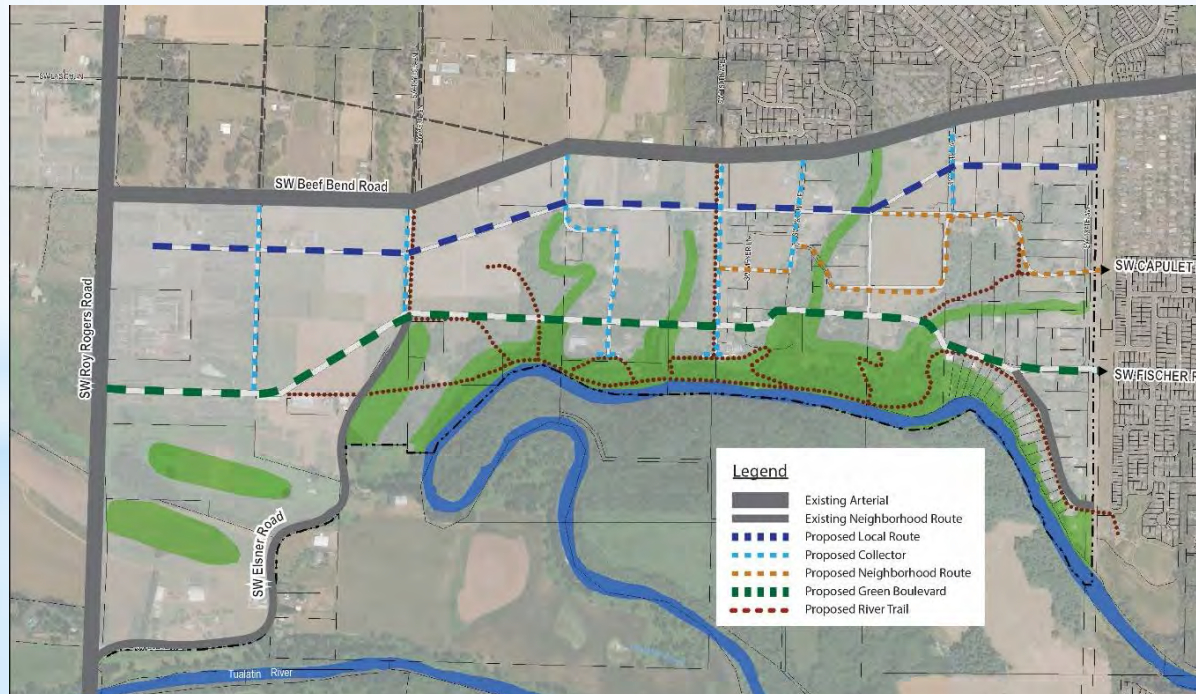 SW Beef Bend Road
SW Roy Rogers Road
SW CAPULET
SW FISCHER R
SW Elsner Road
Tualatin River
Legend
Existing Arterial
Existing Neighborhood Route
Proposed Local Route
Proposed Collector
Proposed Neighborhood Route
Proposed Green Boulevard
Proposed River Trail